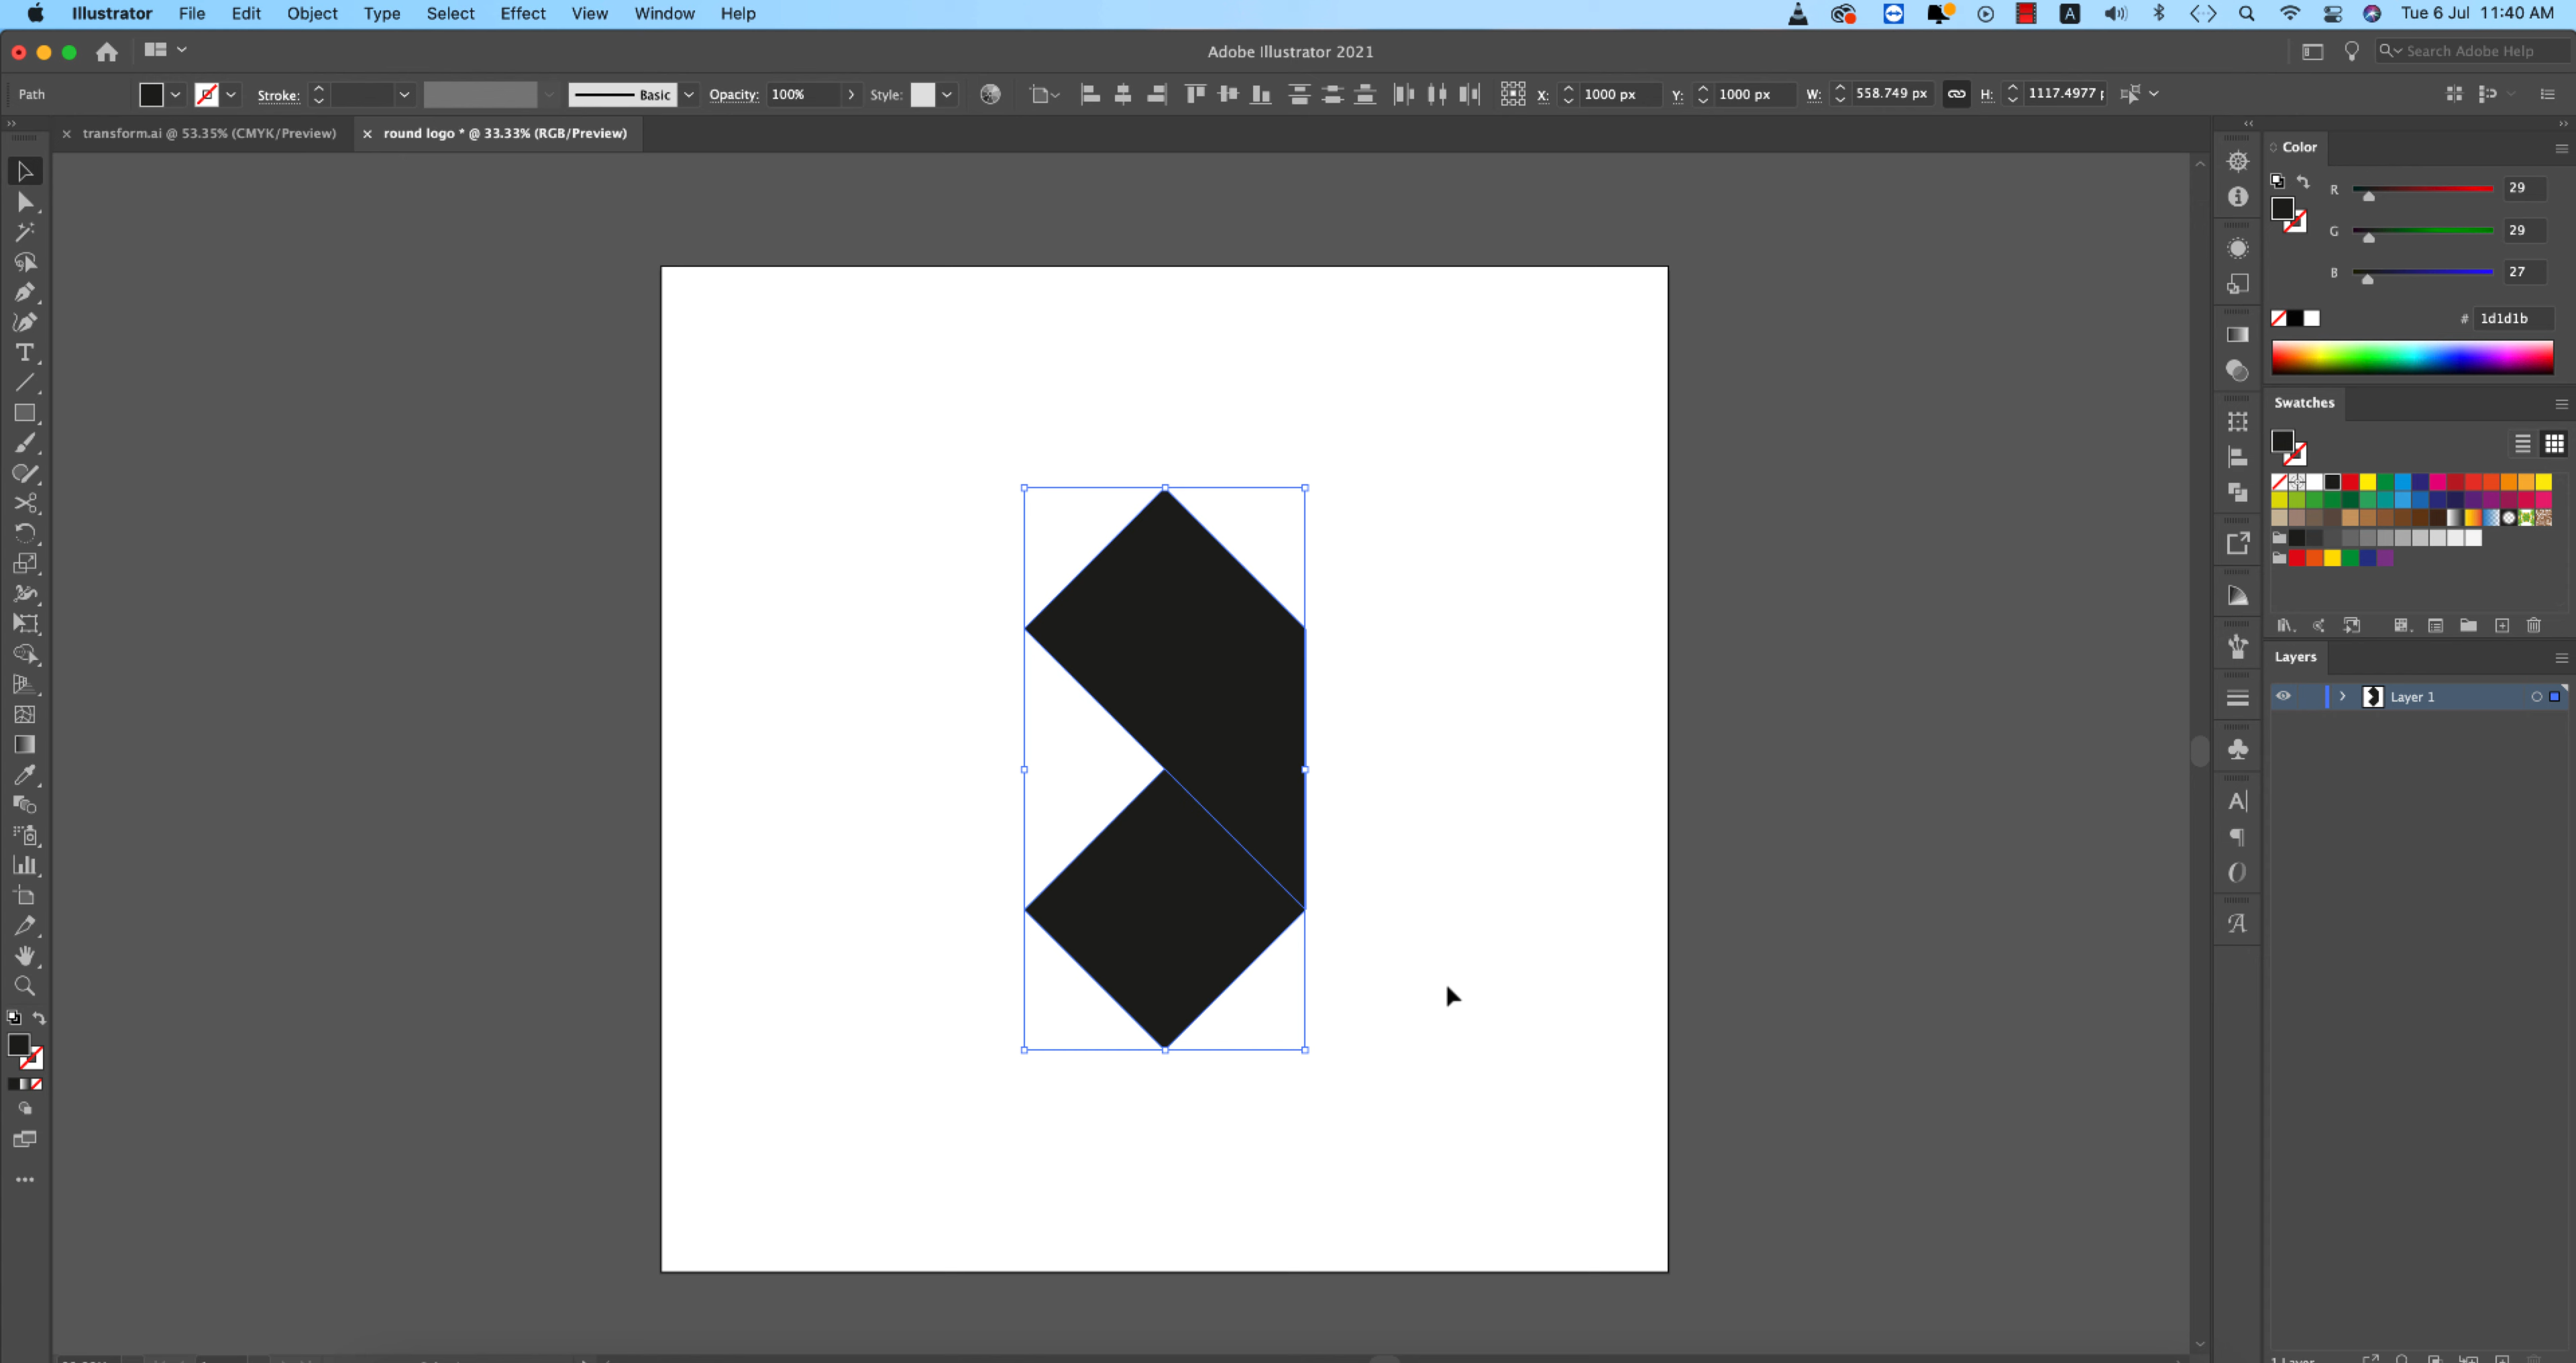 Illustrator File Edit Object Type Select Effect View Window Help A Tue 6 Jul 11:40 AM
Adobe Illustrator 2021 Search Adobe Help
Path Stroke: Basic Opacity: 100% Style: X: 1000 px Y: 1000 px W: 558.749 px H: 1117.4977
transform.ai @ 53.35% (CMYK/Preview) round logo * @ 33.33% (RGB/Preview)
Color
R 29
G 29
B 27
# 1d1d1b
Swatches
Layers
Layer 1